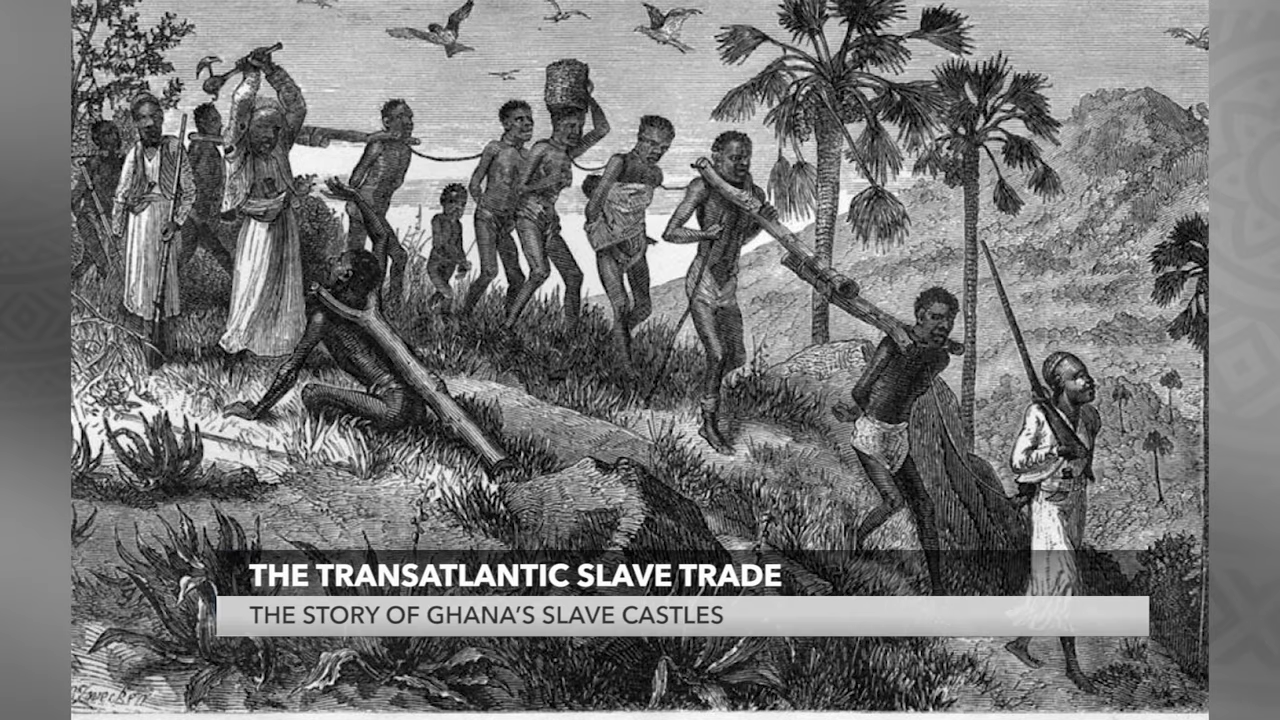 THE TRANSATLANTIC SLAVE TRADE
THE STORY OF GHANA'S SLAVE CASTLES